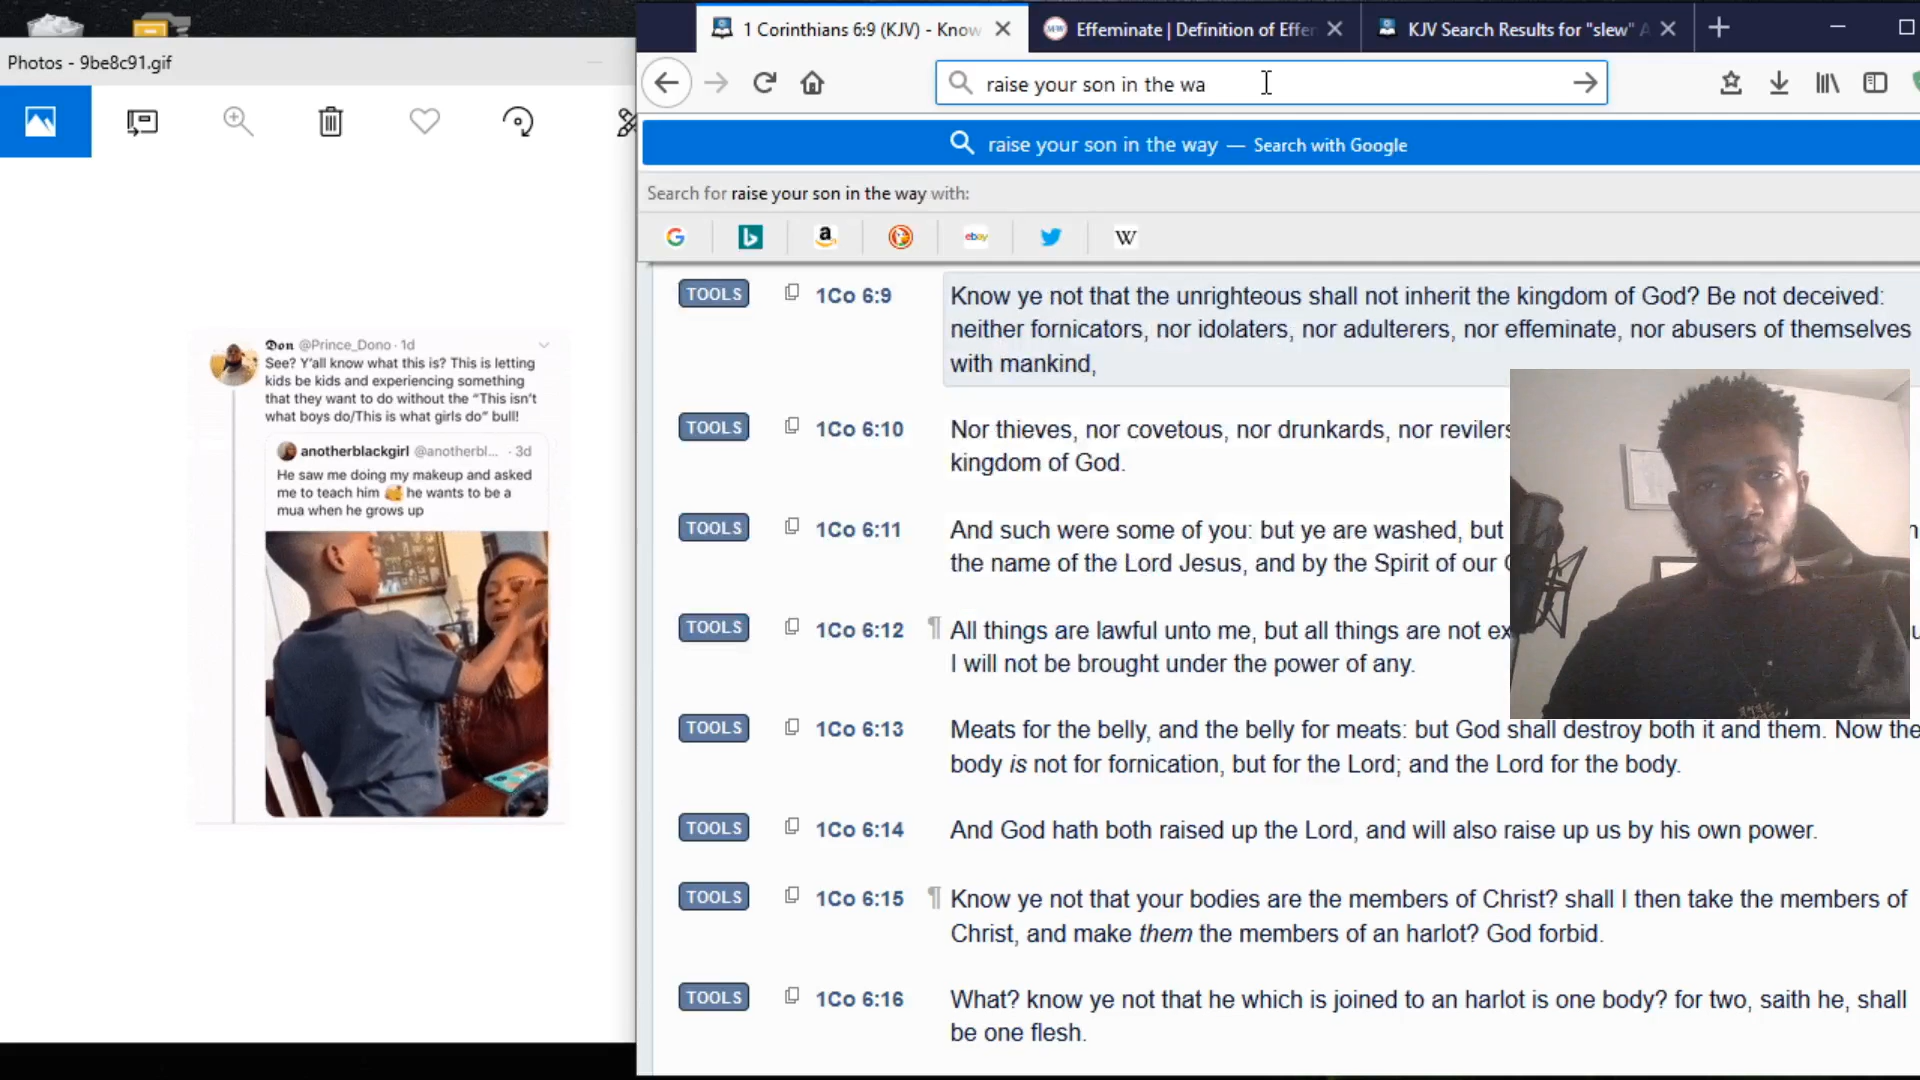 Photos - 9be8c91.gif
Don @Prince_Dono · 1d
See? Y'all know what this is? This is letting
kids be kids and experiencing something
that they want to do without the "This isn't
what boys do/This is what girls do" bull!
anotherblackgirl @anotherbl... · 3d
He saw me doing my makeup and asked
me to teach him 🥰 he wants to be a
mua when he grows up
1 Corinthians 6:9 (KJV) - Know
Effeminate | Definition of Effe
KJV Search Results for "slew"
raise your son in the wa
raise your son in the way — Search with Google
Search for raise your son in the way with:
G b a ebay W
TOOLS 1Co 6:9 Know ye not that the unrighteous shall not inherit the kingdom of God? Be not deceived:
neither fornicators, nor idolaters, nor adulterers, nor effeminate, nor abusers of themselves
with mankind,
TOOLS 1Co 6:10 Nor thieves, nor covetous, nor drunkards, nor revilers
kingdom of God.
TOOLS 1Co 6:11 And such were some of you: but ye are washed, but
the name of the Lord Jesus, and by the Spirit of our
TOOLS 1Co 6:12 ¶ All things are lawful unto me, but all things are not ex
I will not be brought under the power of any.
TOOLS 1Co 6:13 Meats for the belly, and the belly for meats: but God shall destroy both it and them. Now the
body is not for fornication, but for the Lord; and the Lord for the body.
TOOLS 1Co 6:14 And God hath both raised up the Lord, and will also raise up us by his own power.
TOOLS 1Co 6:15 ¶ Know ye not that your bodies are the members of Christ? shall I then take the members of
Christ, and make them the members of an harlot? God forbid.
TOOLS 1Co 6:16 What? know ye not that he which is joined to an harlot is one body? for two, saith he, shall
be one flesh.